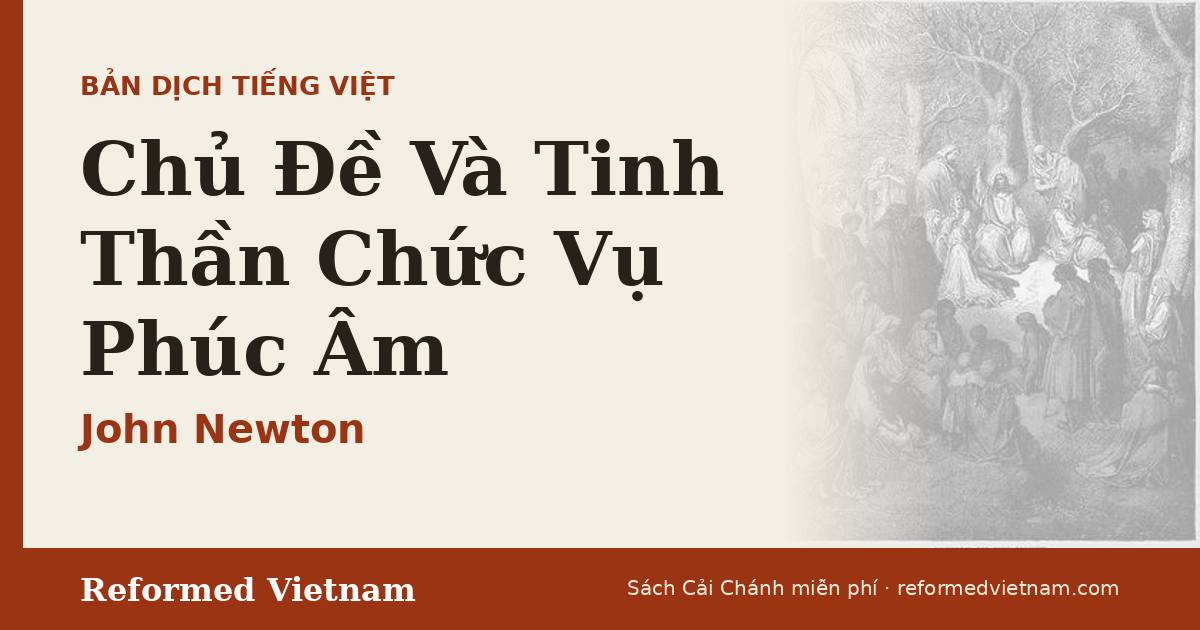 BẢN DỊCH TIẾNG VIỆT
Chủ Đề Và Tinh
Thần Chức Vụ
Phúc Âm
John Newton
Reformed Vietnam
Sách Cải Chánh miễn phí · reformedvietnam.com